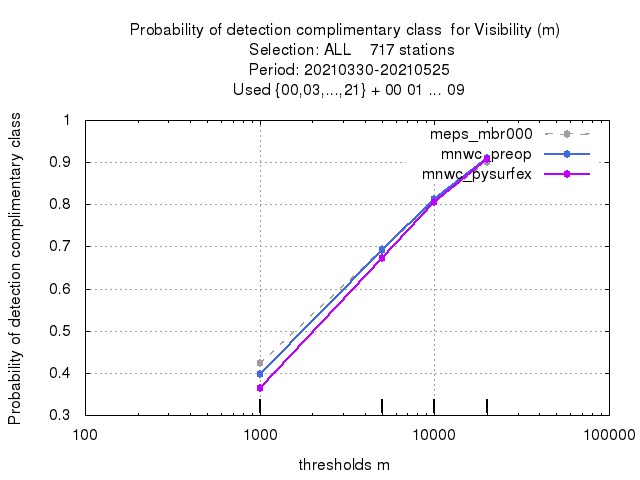 Probability of detection complimentary class  for Visibility (m)
Selection: ALL    717 stations
Period: 20210330-20210525
Used {00,03,...,21} + 00 01 ... 09
Probability of detection complimentary class
1
0.9
0.8
0.7
0.6
0.5
0.4
0.3
meps_mbr000
mnwc_preop
mnwc_pysurfex
100
1000
10000
100000
thresholds m